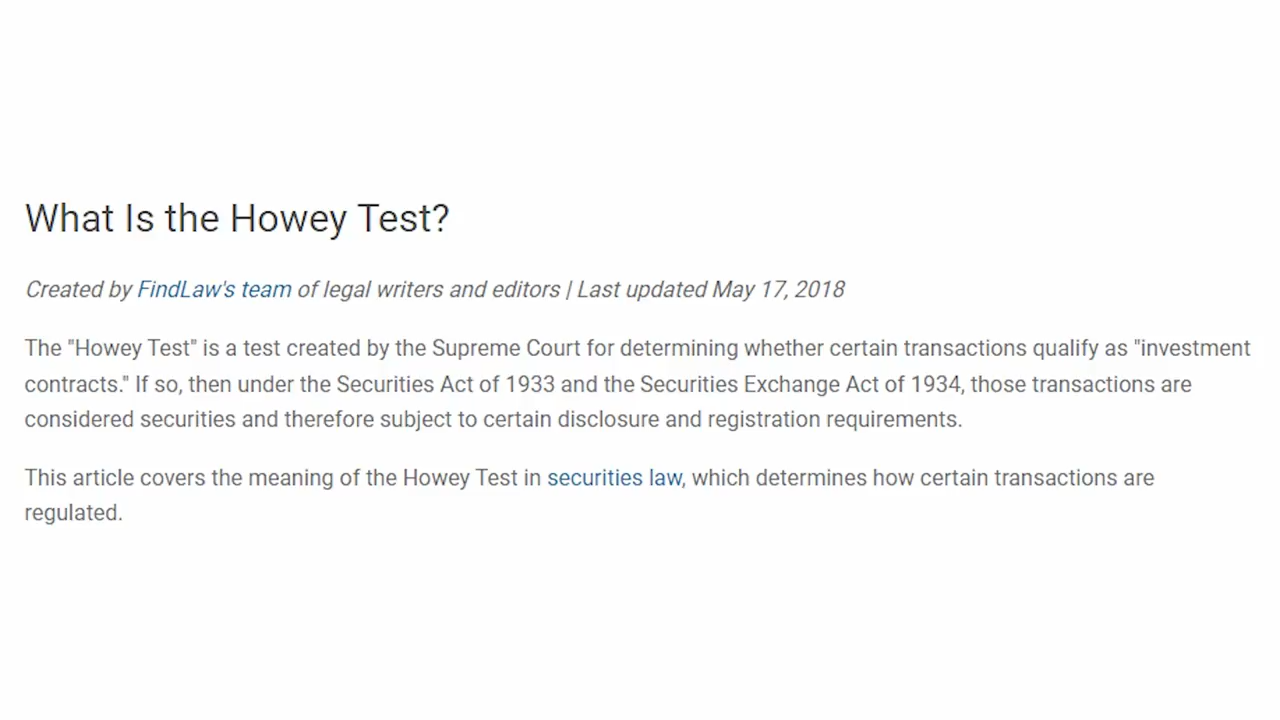 What Is the Howey Test?
Created by FindLaw's team of legal writers and editors | Last updated May 17, 2018
The "Howey Test" is a test created by the Supreme Court for determining whether certain transactions qualify as "investment
contracts." If so, then under the Securities Act of 1933 and the Securities Exchange Act of 1934, those transactions are
considered securities and therefore subject to certain disclosure and registration requirements.
This article covers the meaning of the Howey Test in securities law, which determines how certain transactions are
regulated.